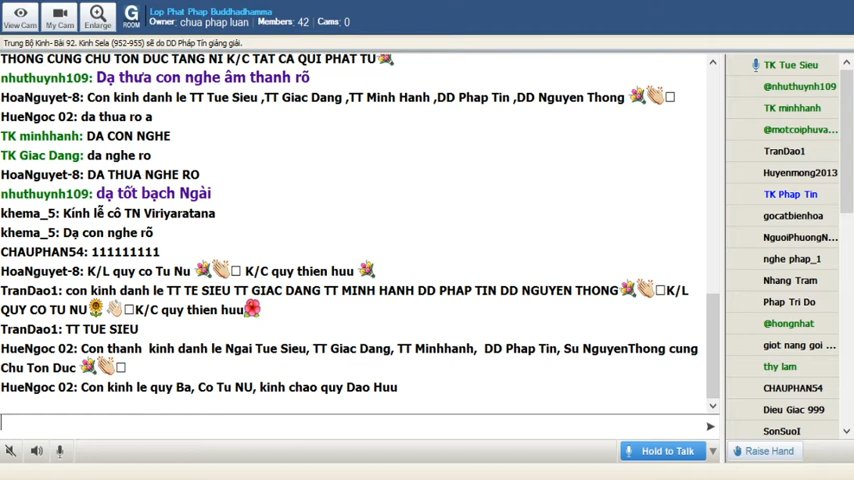 View Cam
My Cam
Enlarge
G
ROOM
Lop Phat Phap Buddhadhamma
Owner: chua phap luan Members: 42 Cams: 0
Trung Bộ Kinh- Bài 92. Kinh Sela (952-955) sẽ do DD Pháp Tín giảng giải.
THONG CUNG CHU TON DUC TANG NI K/C TAT CA QUI PHAT TU
nhuthuynh109: Dạ thưa con nghe âm thanh rõ
HoaNguyet-8: Con kinh danh le TT Tue Sieu ,TT Giac Dang ,TT Minh Hanh ,DD Phap Tin ,DD Nguyen Thong
HueNgoc 02: da thua ro a
TK minhhanh: DA CON NGHE
TK Giac Dang: da nghe ro
HoaNguyet-8: DA THUA NGHE RO
nhuthuynh109: dạ tốt bạch Ngài
khema_5: Kính lễ cô TN Viriyaratana
khema_5: Dạ con nghe rõ
CHAUPHAN54: 111111111
HoaNguyet-8: K/L quy co Tu Nu K/C quy thien huu
TranDao1: con kinh danh le TT TE SIEU TT GIAC DANG TT MINH HANH DD PHAP TIN DD NGUYEN THONG K/L
QUY CO TU NU K/C quy thien huu
TranDao1: TT TUE SIEU
HueNgoc 02: Con thanh kinh danh le Ngai Tue Sieu, TT Giac Dang, TT Minhhanh, DD Phap Tin, Su NguyenThong cung
Chu Ton Duc
HueNgoc 02: Con kinh le quy Ba, Co Tu NU, kinh chao quy Dao Huu
TK Tue Sieu
@nhuthuynh109
TK minhhanh
@motcoiphuva...
TranDao1
Huyenmong2013
TK Phap Tin
gocatbienhoa
NguoiPhuongN...
nghe phap_1
Nhang Tram
Phap Tri Do
@hongnhat
giot nang goi ...
thy lam
CHAUPHAN54
Dieu Giac 999
SonSuoI
Hold to Talk
Raise Hand